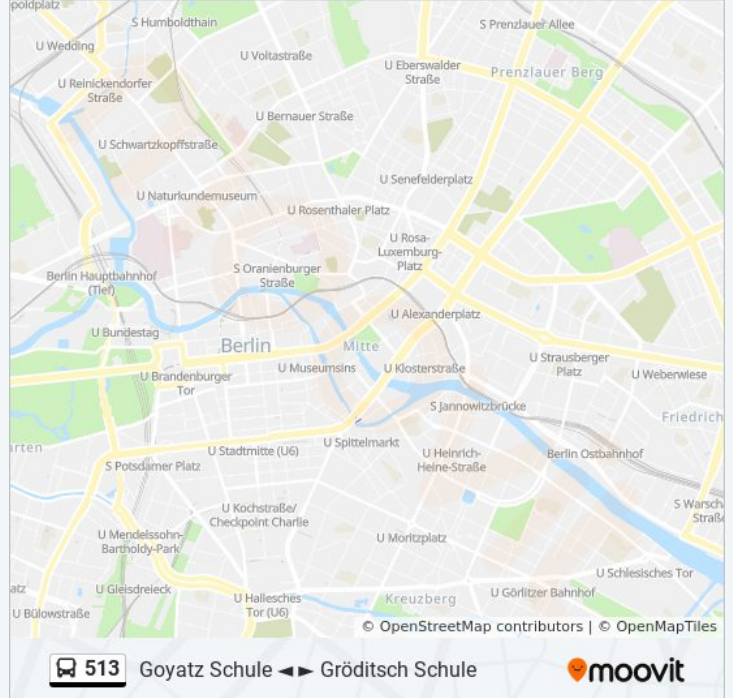 poldplatz
S Humboldthain
S Prenzlauer Allee
U Wedding
U Voltastraße
U Eberswalder
Straße
Prenzlauer Berg
U Reinickendorfer
Straße
U Bernauer Straße
U Schwartzkopffstraße
U Senefelderplatz
U Naturkundemuseum
U Rosenthaler Platz
U Rosa-
Luxemburg-
Platz
Berlin Hauptbahnhof
(Tief)
S Oranienburger
Straße
U Alexanderplatz
U Bundestag
Berlin
Mitte
U Strausberger
Platz
U Museumsins
U Klosterstraße
U Weberwiese
U Brandenburger
Tor
S Jannowitzbrücke
Friedrich
rten
U Stadtmitte (U6)
U Spittelmarkt
U Heinrich-
Heine-Straße
Berlin Ostbahnhof
S Potsdamer Platz
S Warsch
Straße
U Kochstraße/
Checkpoint Charlie
U Mendelssohn-
Bartholdy-Park
U Moritzplatz
U Schlesisches Tor
atz
U Gleisdreieck
U Hallesches
Tor (U6)
Kreuzberg
U Görlitzer Bahnhof
U Bülowstraße
© OpenStreetMap contributors | © OpenMapTiles
513 Goyatz Schule ◄ ► Gröditsch Schule
moovit